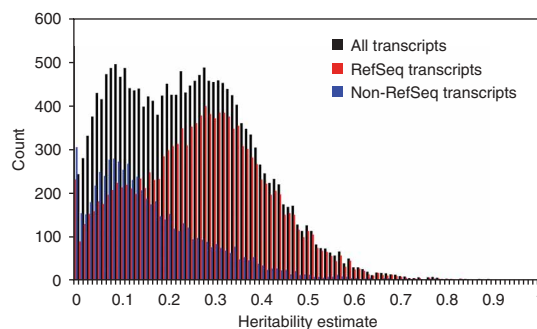 600
500
400
300
200
100
0
Count
All transcripts
RefSeq transcripts
Non-RefSeq transcripts
0 0.1 0.2 0.3 0.4 0.5 0.6 0.7 0.8 0.9 1
Heritability estimate